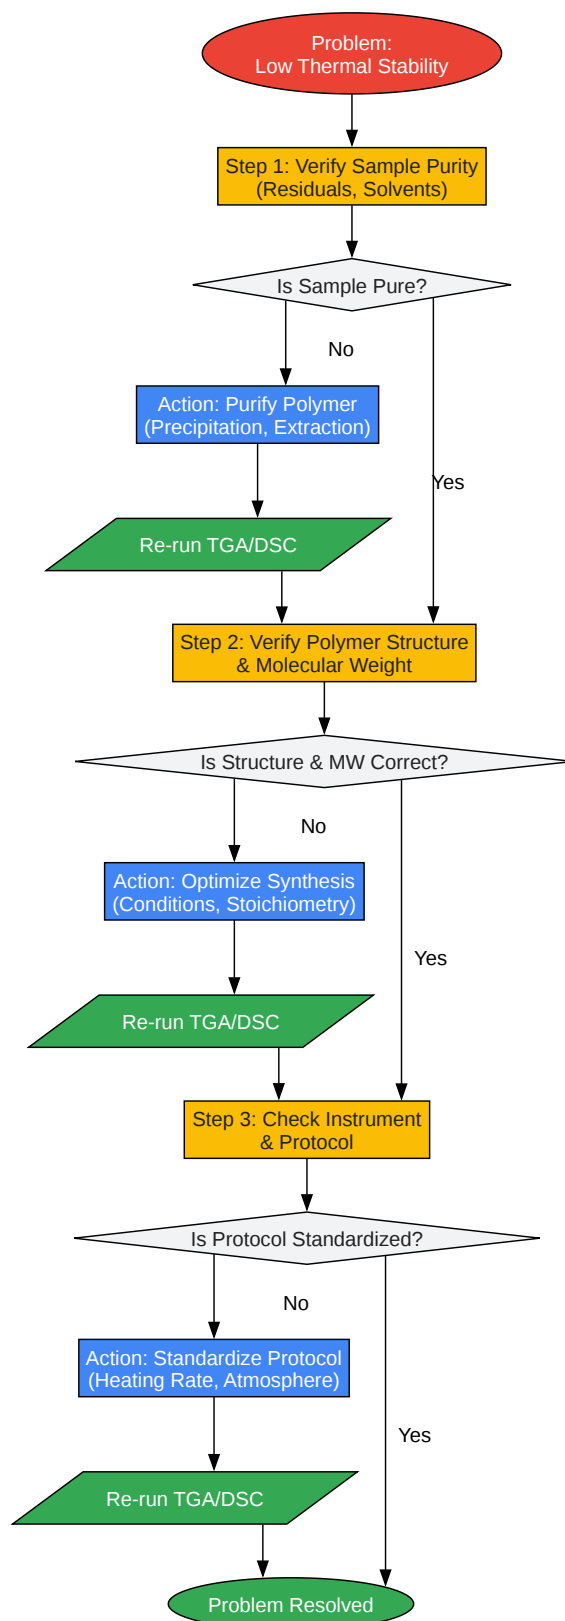 Problem:
Low Thermal Stability
Step 1: Verify Sample Purity
(Residuals, Solvents)
Is Sample Pure?
No
Action: Purify Polymer
(Precipitation, Extraction)
Yes
Re-run TGA/DSC
Step 2: Verify Polymer Structure
& Molecular Weight
Is Structure & MW Correct?
No
Action: Optimize Synthesis
(Conditions, Stoichiometry)
Yes
Re-run TGA/DSC
Step 3: Check Instrument
& Protocol
Is Protocol Standardized?
No
Action: Standardize Protocol
(Heating Rate, Atmosphere)
Yes
Re-run TGA/DSC
Problem Resolved